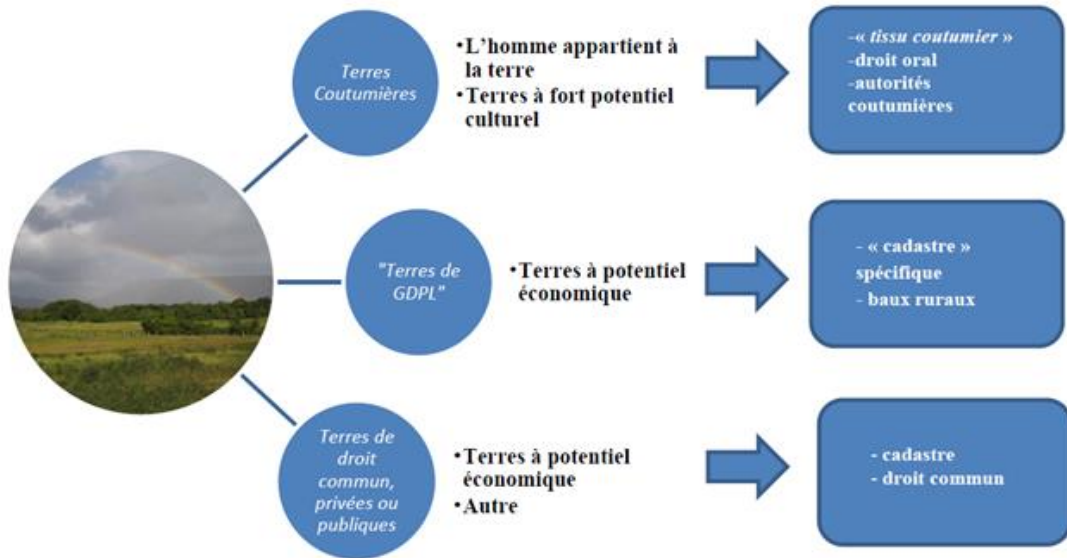 Terres
Coutumières
•L’homme appartient à
la terre
•Terres à fort potentiel
culturel
-« tissu coutumier »
-droit oral
-autorités
coutumières
"Terres de
GDPL"
•Terres à potentiel
économique
- « cadastre »
spécifique
- baux ruraux
Terres de
droit
commun,
privées ou
publiques
•Terres à potentiel
économique
•Autre
- cadastre
- droit commun